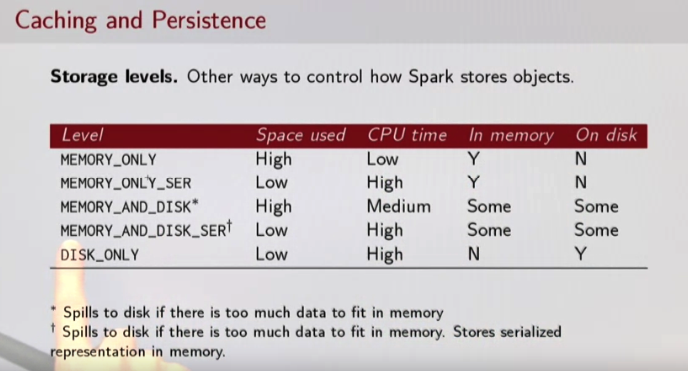 Caching and Persistence
Storage levels. Other ways to control how Spark stores objects.
Level Space used CPU time In memory On disk
MEMORY_ONLY High Low Y N
MEMORY_ONLY_SER Low High Y N
MEMORY_AND_DISK* High Medium Some Some
MEMORY_AND_DISK_SER† Low High Some Some
DISK_ONLY Low High N Y
* Spills to disk if there is too much data to fit in memory
† Spills to disk if there is too much data to fit in memory. Stores serialized
representation in memory.